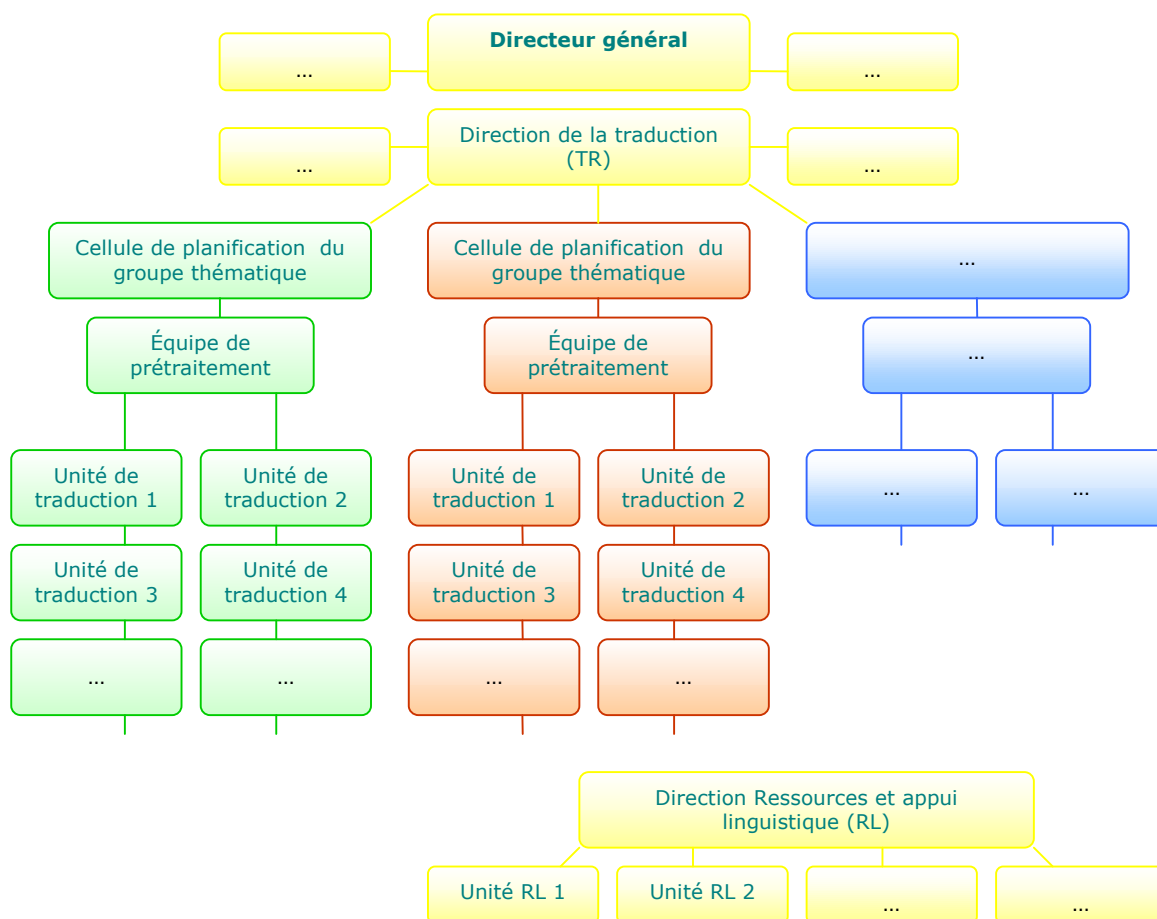 Directeur général
...
...
Direction de la traduction
(TR)
...
...
Cellule de planification du
groupe thématique
Cellule de planification du
groupe thématique
...
Équipe de
prétraitement
Équipe de
prétraitement
...
Unité de
traduction 1
Unité de
traduction 2
Unité de
traduction 1
Unité de
traduction 2
...
...
Unité de
traduction 3
Unité de
traduction 4
Unité de
traduction 3
Unité de
traduction 4
...
...
...
...
Direction Ressources et appui
linguistique (RL)
Unité RL 1
Unité RL 2
...
...